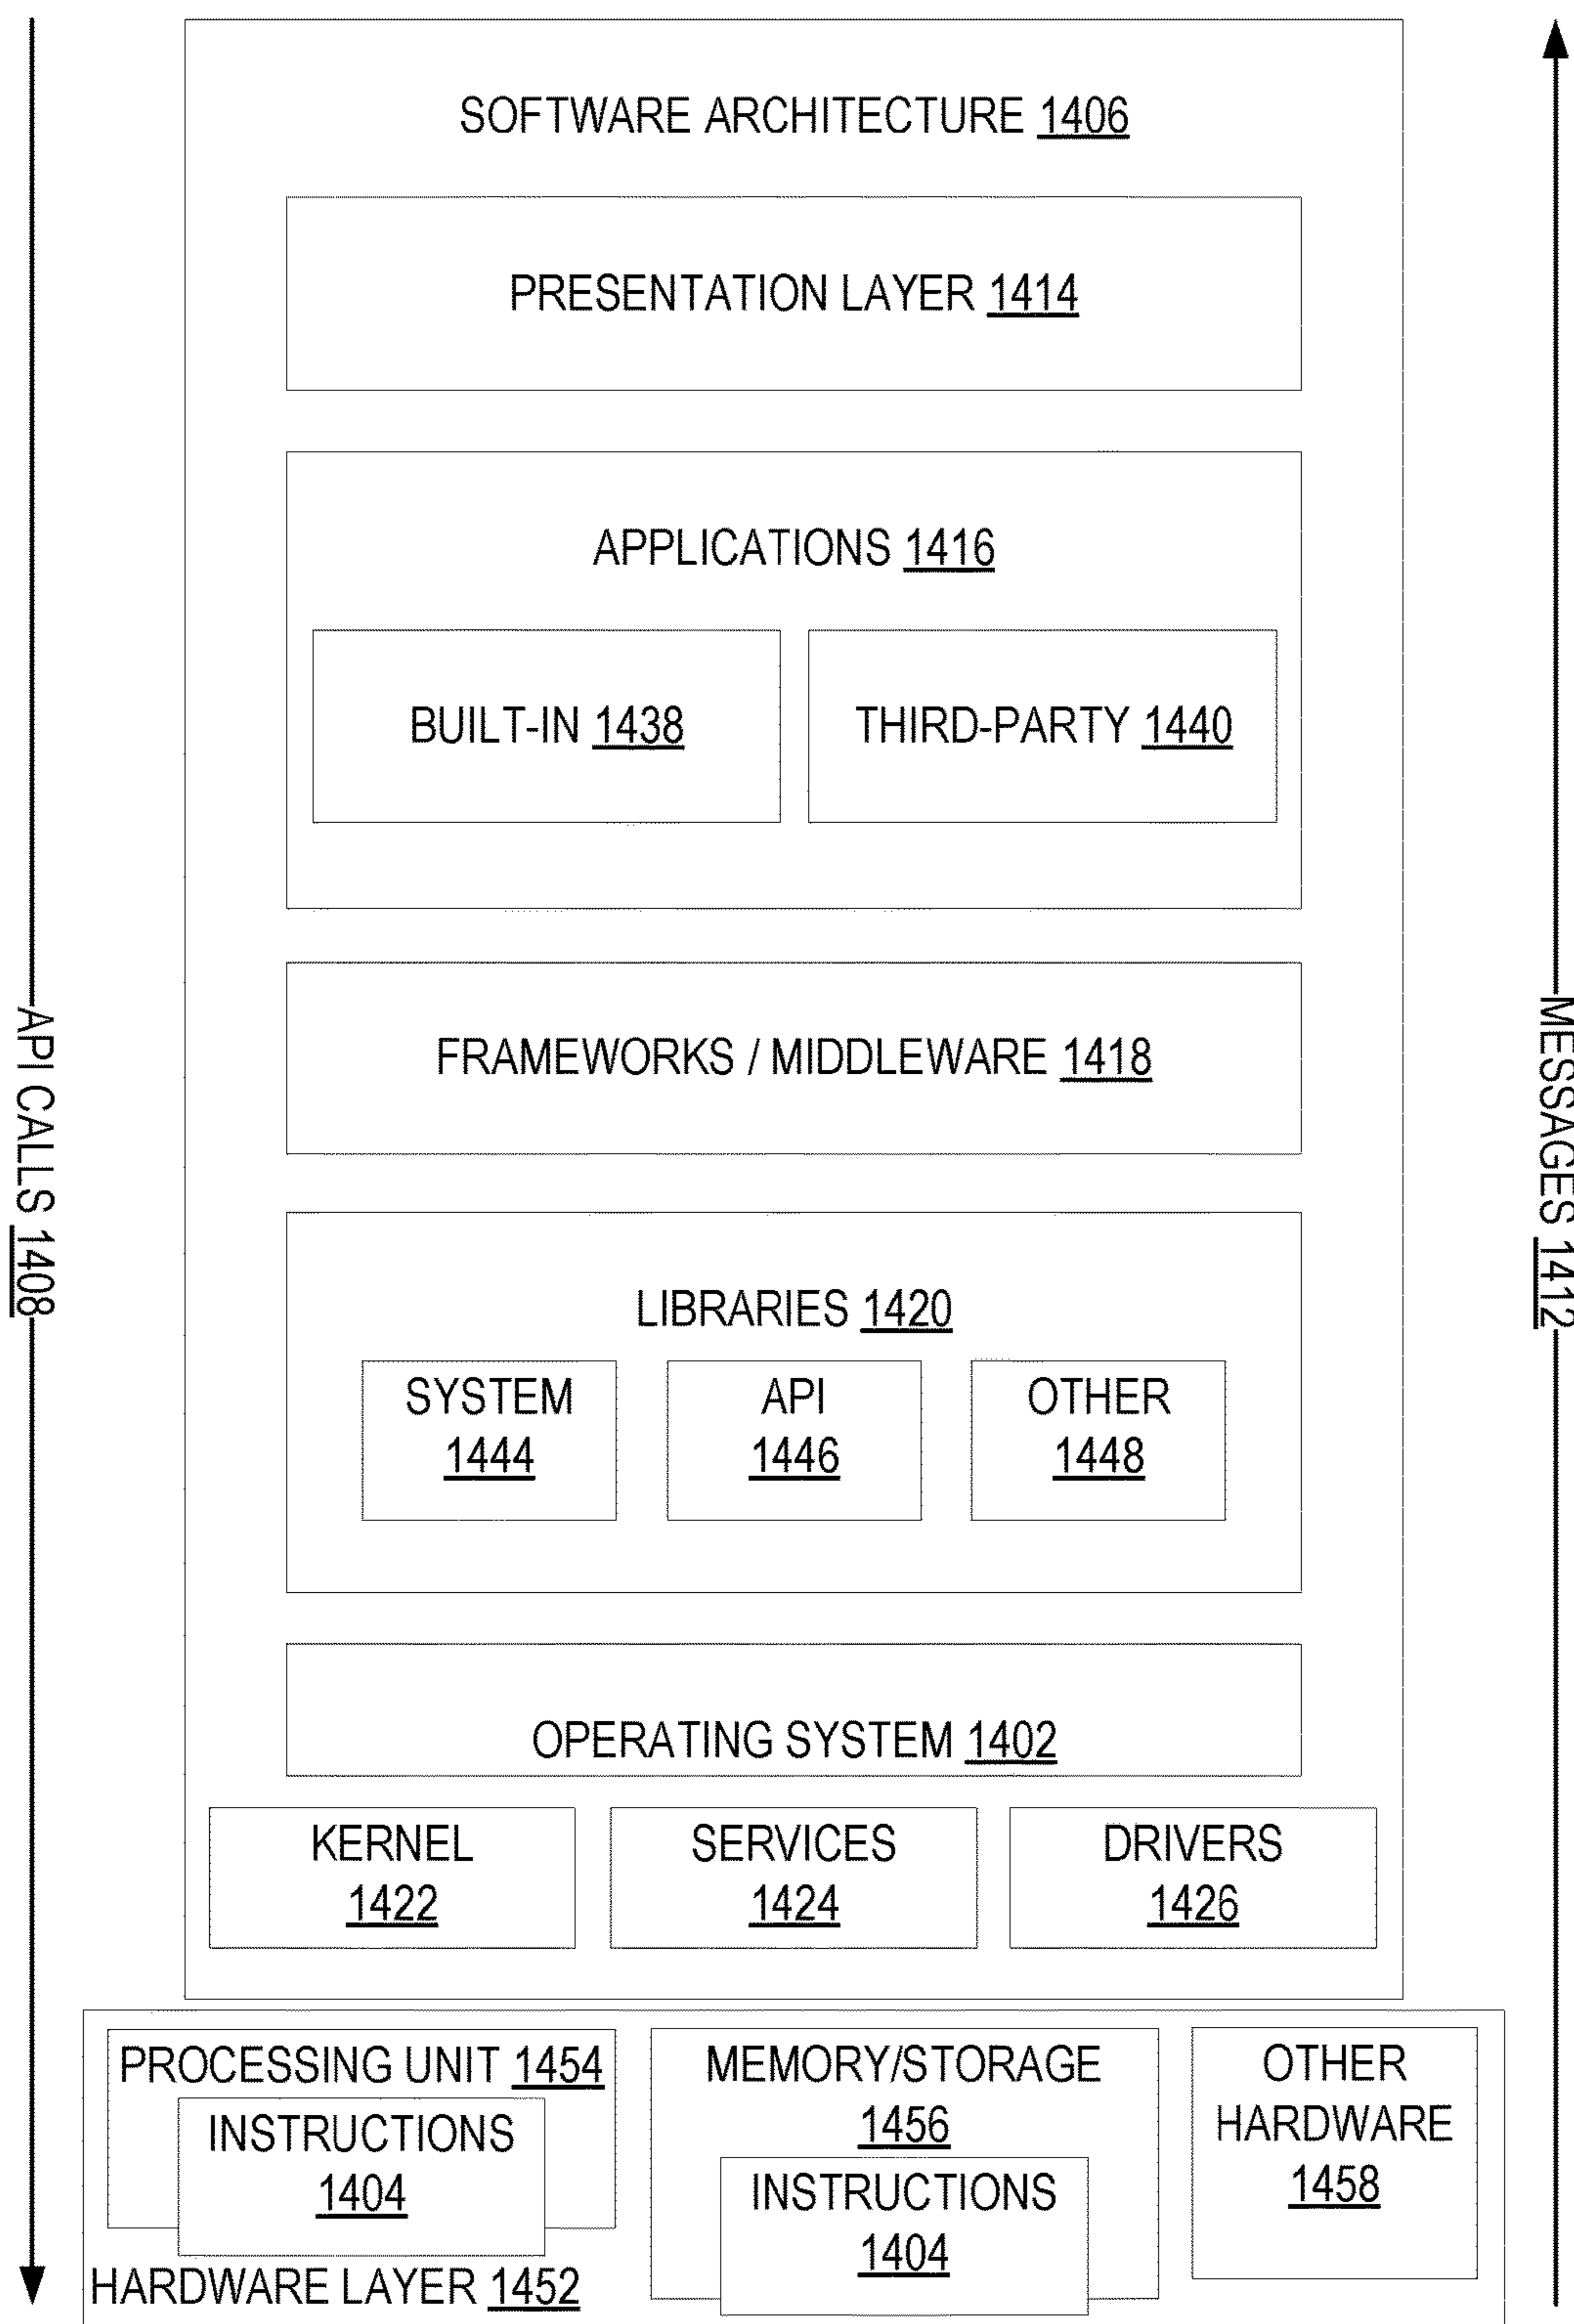 SOFTWARE ARCHITECTURE 1406
PRESENTATION LAYER 1414
APPLICATIONS 1416
BUILT-IN 1438
THIRD-PARTY 1440
FRAMEWORKS / MIDDLEWARE 1418
API CALLS 1408
MESSAGES 1412
LIBRARIES 1420
SYSTEM
1444
API
1446
OTHER
1448
OPERATING SYSTEM 1402
KERNEL
1422
SERVICES
1424
DRIVERS
1426
PROCESSING UNIT 1454
INSTRUCTIONS
1404
MEMORY/STORAGE
1456
INSTRUCTIONS
1404
OTHER
HARDWARE
1458
HARDWARE LAYER 1452